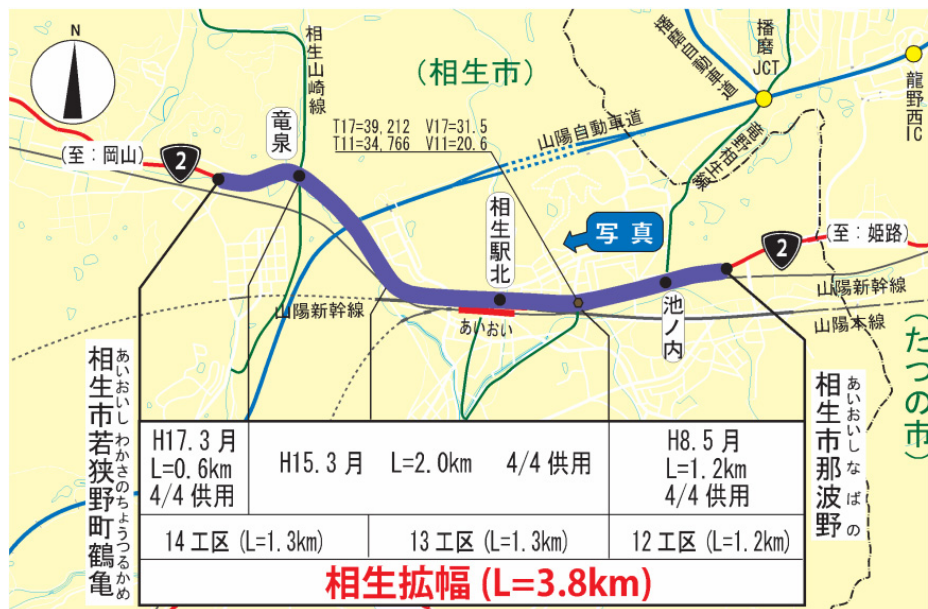 N
(相生市)
相生山崎線
竜泉
T17=39,212 V17=31.5
T11=34,766 V11=20.6
播磨自動車道
播磨
JCT
龍野西IC
山陽自動車道
竜野相生線
(至:岡山)
2
相生駅北
写真
2
(至:姫路)
池ノ内
山陽新幹線
あいおい
山陽新幹線
山陽本線
(たつの市)
相生市若狭野町鶴亀
あいおいし わかさのちょうつるかめ
相生市那波野
あいおいしなばの
H17.3月
L=0.6km
4/4 供用
H15.3月 L=2.0km 4/4 供用
H8.5月
L=1.2km
4/4 供用
14工区 (L=1.3km)
13工区 (L=1.3km)
12工区 (L=1.2km)
相生拡幅 (L=3.8km)